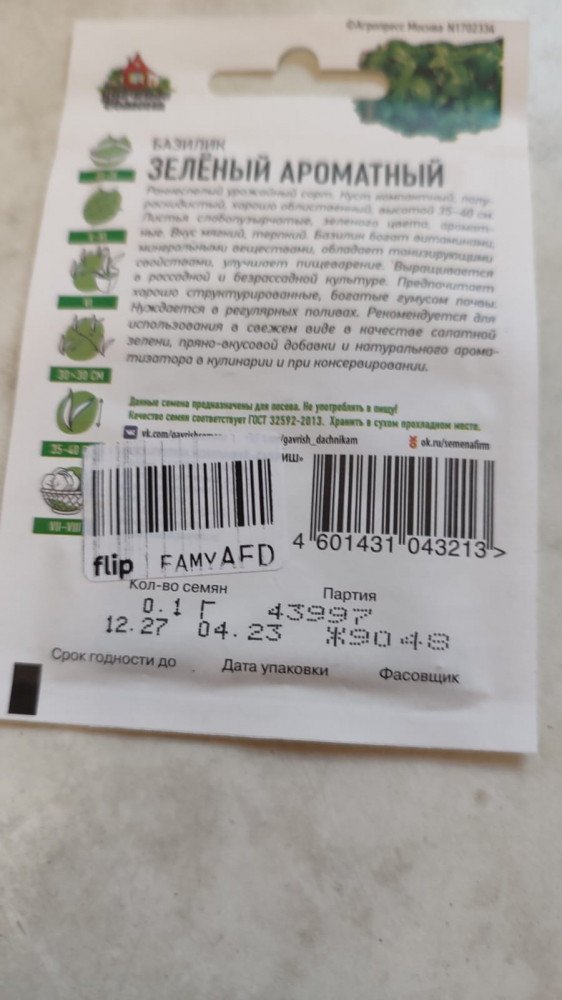 ©Агропресс Москва N1702336
БАЗИЛИК
ЗЕЛЁНЫЙ АРОМАТНЫЙ
Раннеспелый урожайный сорт. Куст компактный, полу-
раскидистый, хорошо облиственный, высотой 35-40 см.
Листья слабопузырчатые, зеленого цвета, аромат-
ные. Вкус мягкий, терпкий. Базилик богат витаминами,
минеральными веществами, обладает тонизирующими
свойствами, улучшает пищеварение. Выращивается
в рассадной и безрассадной культуре. Предпочитает
хорошо структурированные, богатые гумусом почвы.
Нуждается в регулярных поливах. Рекомендуется для
использования в свежем виде в качестве салатной
зелени, пряно-вкусовой добавки и натурального арома-
тизатора в кулинарии и при консервировании.
VI
30×30 СМ
35-40
VII-VIII
Данные семена предназначены для посева. Не употреблять в пищу!
Качество семян соответствует ГОСТ 32592-2013. Хранить в сухом прохладном месте.
/gavrish_dachnikam
ok.ru/semenafirm
flip FAMYAFD
4 601431 043213 >
Кол-во семян Партия
0.1 Г 43997
12.27 04.23 Ж9048
Срок годности до Дата упаковки Фасовщик